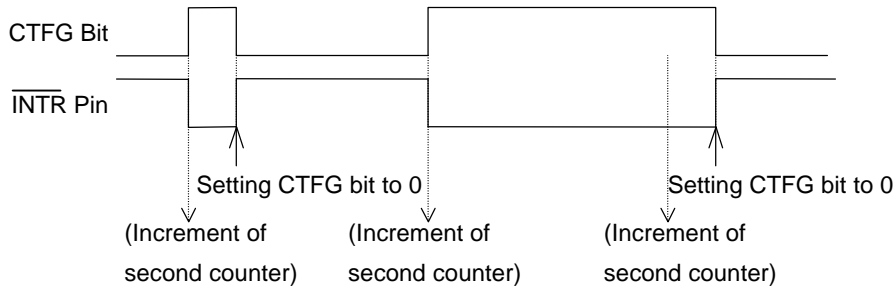 CTFG Bit
INTR Pin
Setting CTFG bit to 0
Setting CTFG bit to 0
(Increment of
second counter)
(Increment of
second counter)
(Increment of
second counter)